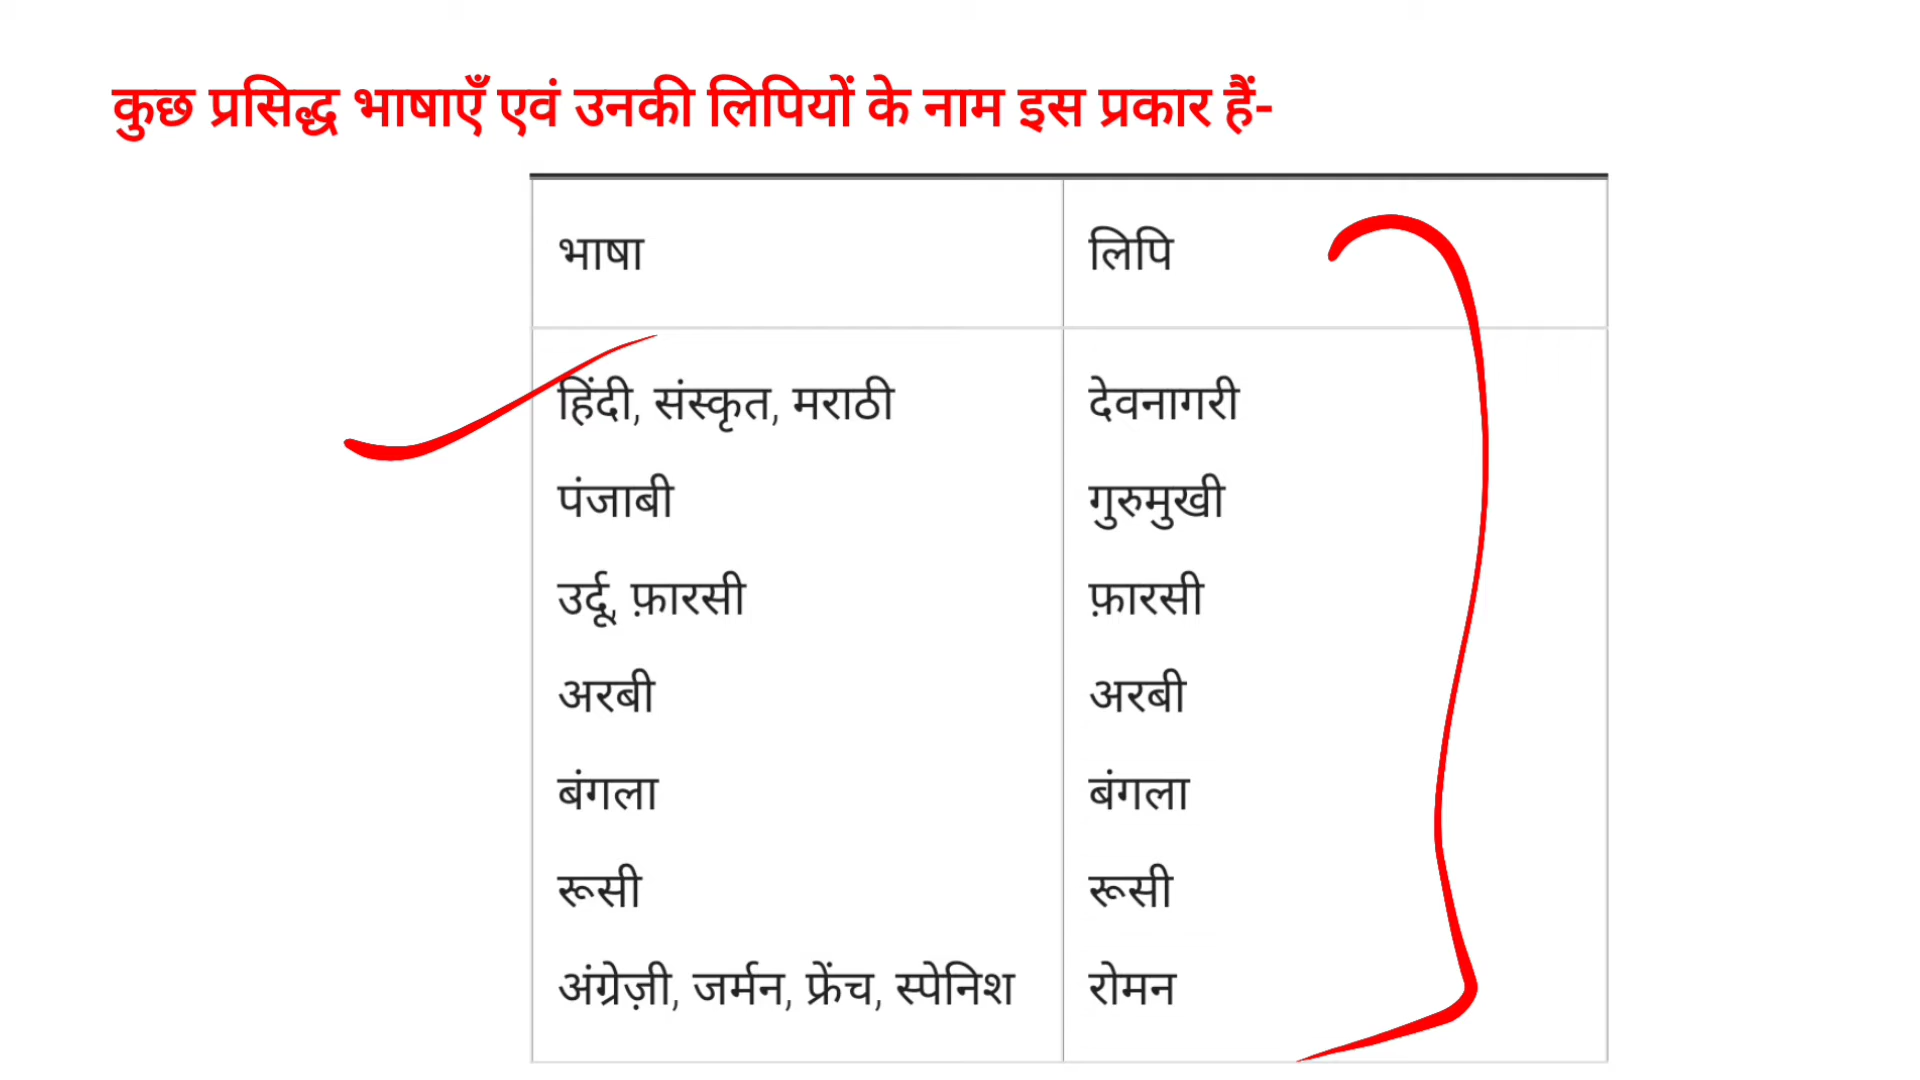 कुछ प्रसिद्ध भाषाएँ एवं उनकी लिपियों के नाम इस प्रकार हैं-
भाषा लिपि
हिंदी, संस्कृत, मराठी देवनागरी
पंजाबी गुरुमुखी
उर्दू, फ़ारसी फ़ारसी
अरबी अरबी
बंगला बंगला
रूसी रूसी
अंग्रेज़ी, जर्मन, फ्रेंच, स्पेनिश रोमन